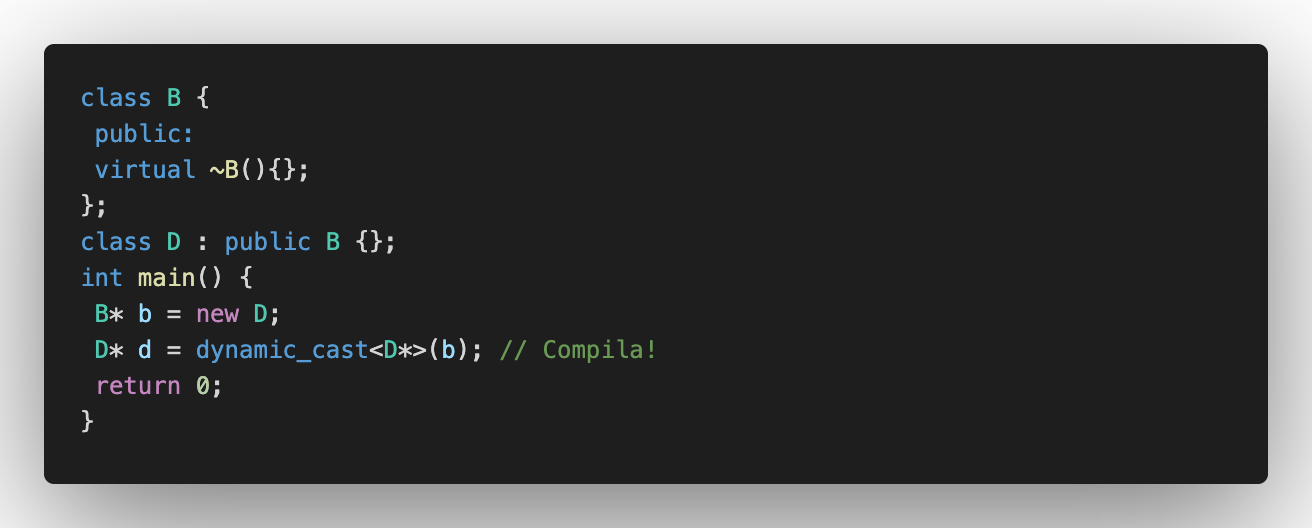 class B {
 public:
 virtual ~B(){};
};
class D : public B {};
int main() {
 B* b = new D;
 D* d = dynamic_cast<D*>(b); // Compila!
 return 0;
}